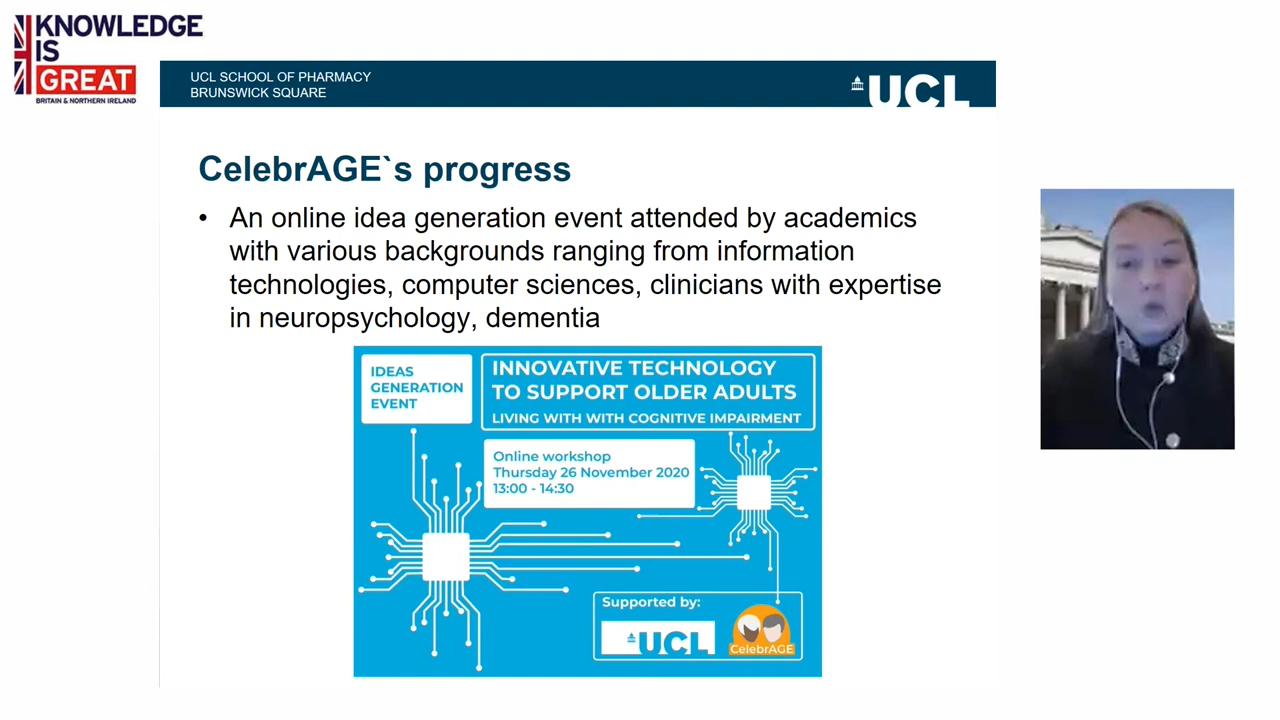 KNOWLEDGE
IS
GREAT
BRITAIN & NORTHERN IRELAND
UCL SCHOOL OF PHARMACY
BRUNSWICK SQUARE
UCL
CelebrAGE`s progress
• An online idea generation event attended by academics
with various backgrounds ranging from information
technologies, computer sciences, clinicians with expertise
in neuropsychology, dementia
IDEAS
GENERATION
EVENT
INNOVATIVE TECHNOLOGY
TO SUPPORT OLDER ADULTS
LIVING WITH WITH COGNITIVE IMPAIRMENT
Online workshop
Thursday 26 November 2020
13:00 - 14:30
Supported by:
UCL
CelebrAGE